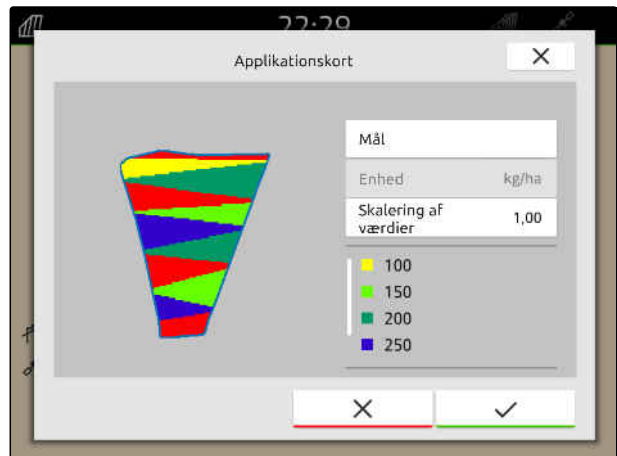 22:29
Applikationskort
Mål
Enhed kg/ha
Skalering af
værdier 1,00
100
150
200
250